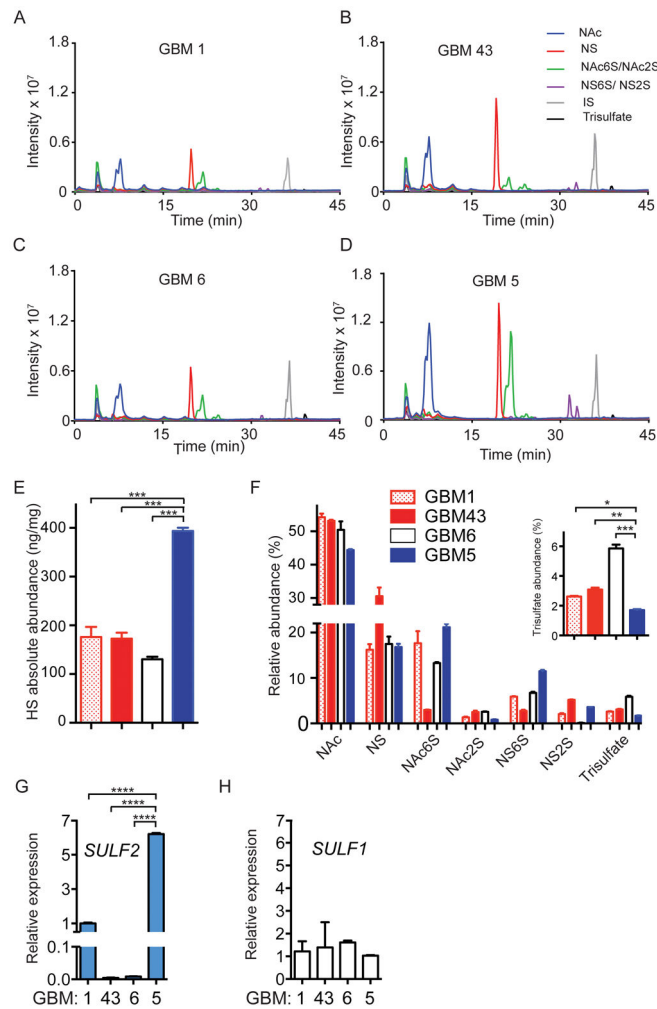 A
GBM 1
Intensity x 10⁷
1.8
1.2
0.6
0
0
15
30
45
Time (min)
B
GBM 43
Intensity x 10⁷
1.8
1.2
0.6
0
0
15
30
45
Time (min)
NAc
NS
NAc6S/NAc2S
NS6S/ NS2S
IS
Trisulfate
C
GBM 6
Intensity x 10⁷
1.8
1.2
0.6
0
0
15
30
45
Time (min)
D
GBM 5
Intensity x 10⁷
1.8
1.2
0.6
0
0
15
30
45
Time (min)
E
HS absolute abundance (ng/mg)
400
300
200
100
0
***
***
***
F
Relative abundance (%)
50
40
30
20
10
0
GBM1
GBM43
GBM6
GBM5
NAc
NS
NAc6S
NAc2S
NS6S
NS2S
Trisulfate
Trisulfate abundance (%)
6
4
2
0
*
**
***
G
SULF2
Relative expression
7
6
5
4
3
2
1
0.1
0.0
****
****
****
GBM: 1 43 6 5
H
SULF1
Relative expression
7
6
5
4
3
2
1
0
GBM: 1 43 6 5